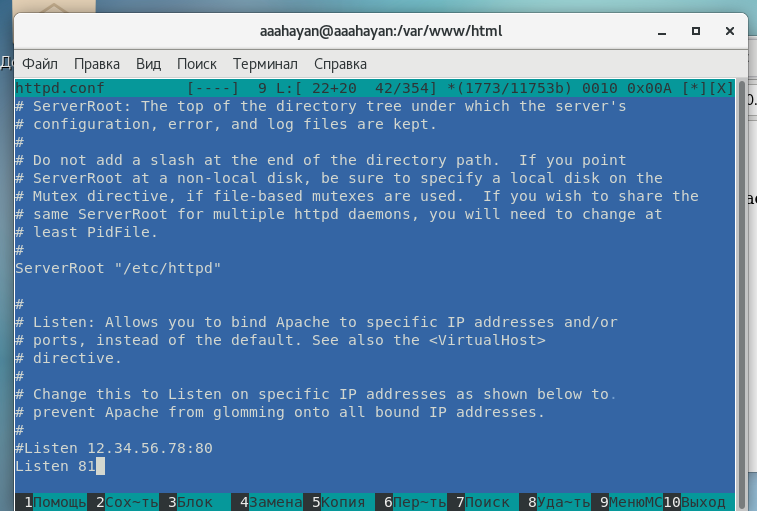 aaahayan@aaahayan:/var/www/html
Файл Правка Вид Поиск Терминал Справка
httpd.conf [----] 9 L:[ 22+20 42/354] *(1773/11753b) 0010 0x00A [*][X]
# ServerRoot: The top of the directory tree under which the server's
# configuration, error, and log files are kept.
#
# Do not add a slash at the end of the directory path.  If you point
# ServerRoot at a non-local disk, be sure to specify a local disk on the
# Mutex directive, if file-based mutexes are used.  If you wish to share the
# same ServerRoot for multiple httpd daemons, you will need to change at
# least PidFile.
#
ServerRoot "/etc/httpd"
#
# Listen: Allows you to bind Apache to specific IP addresses and/or
# ports, instead of the default. See also the <VirtualHost>
# directive.
#
# Change this to Listen on specific IP addresses as shown below to.
# prevent Apache from glomming onto all bound IP addresses.
#
#Listen 12.34.56.78:80
Listen 81
1Помощь 2Сох~ть 3Блок 4Замена 5Копия 6Пер~ть 7Поиск 8Уда~ть 9МенюMC 10Выход